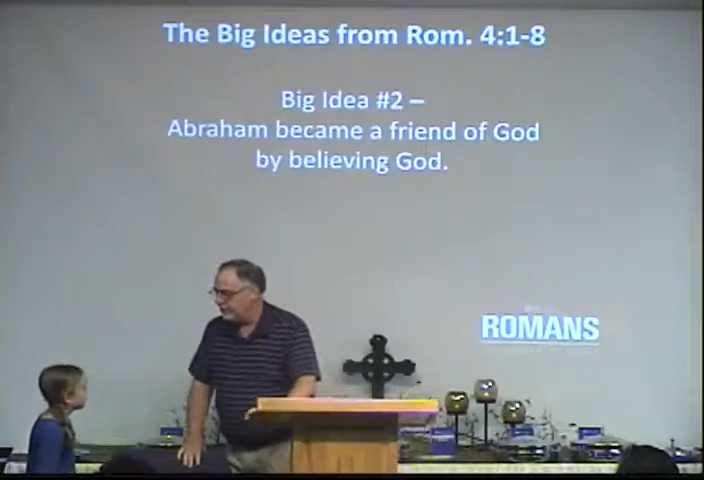 The Big Ideas from Rom. 4:1-8
Big Idea #2 –
Abraham became a friend of God
by believing God.
ROMANS